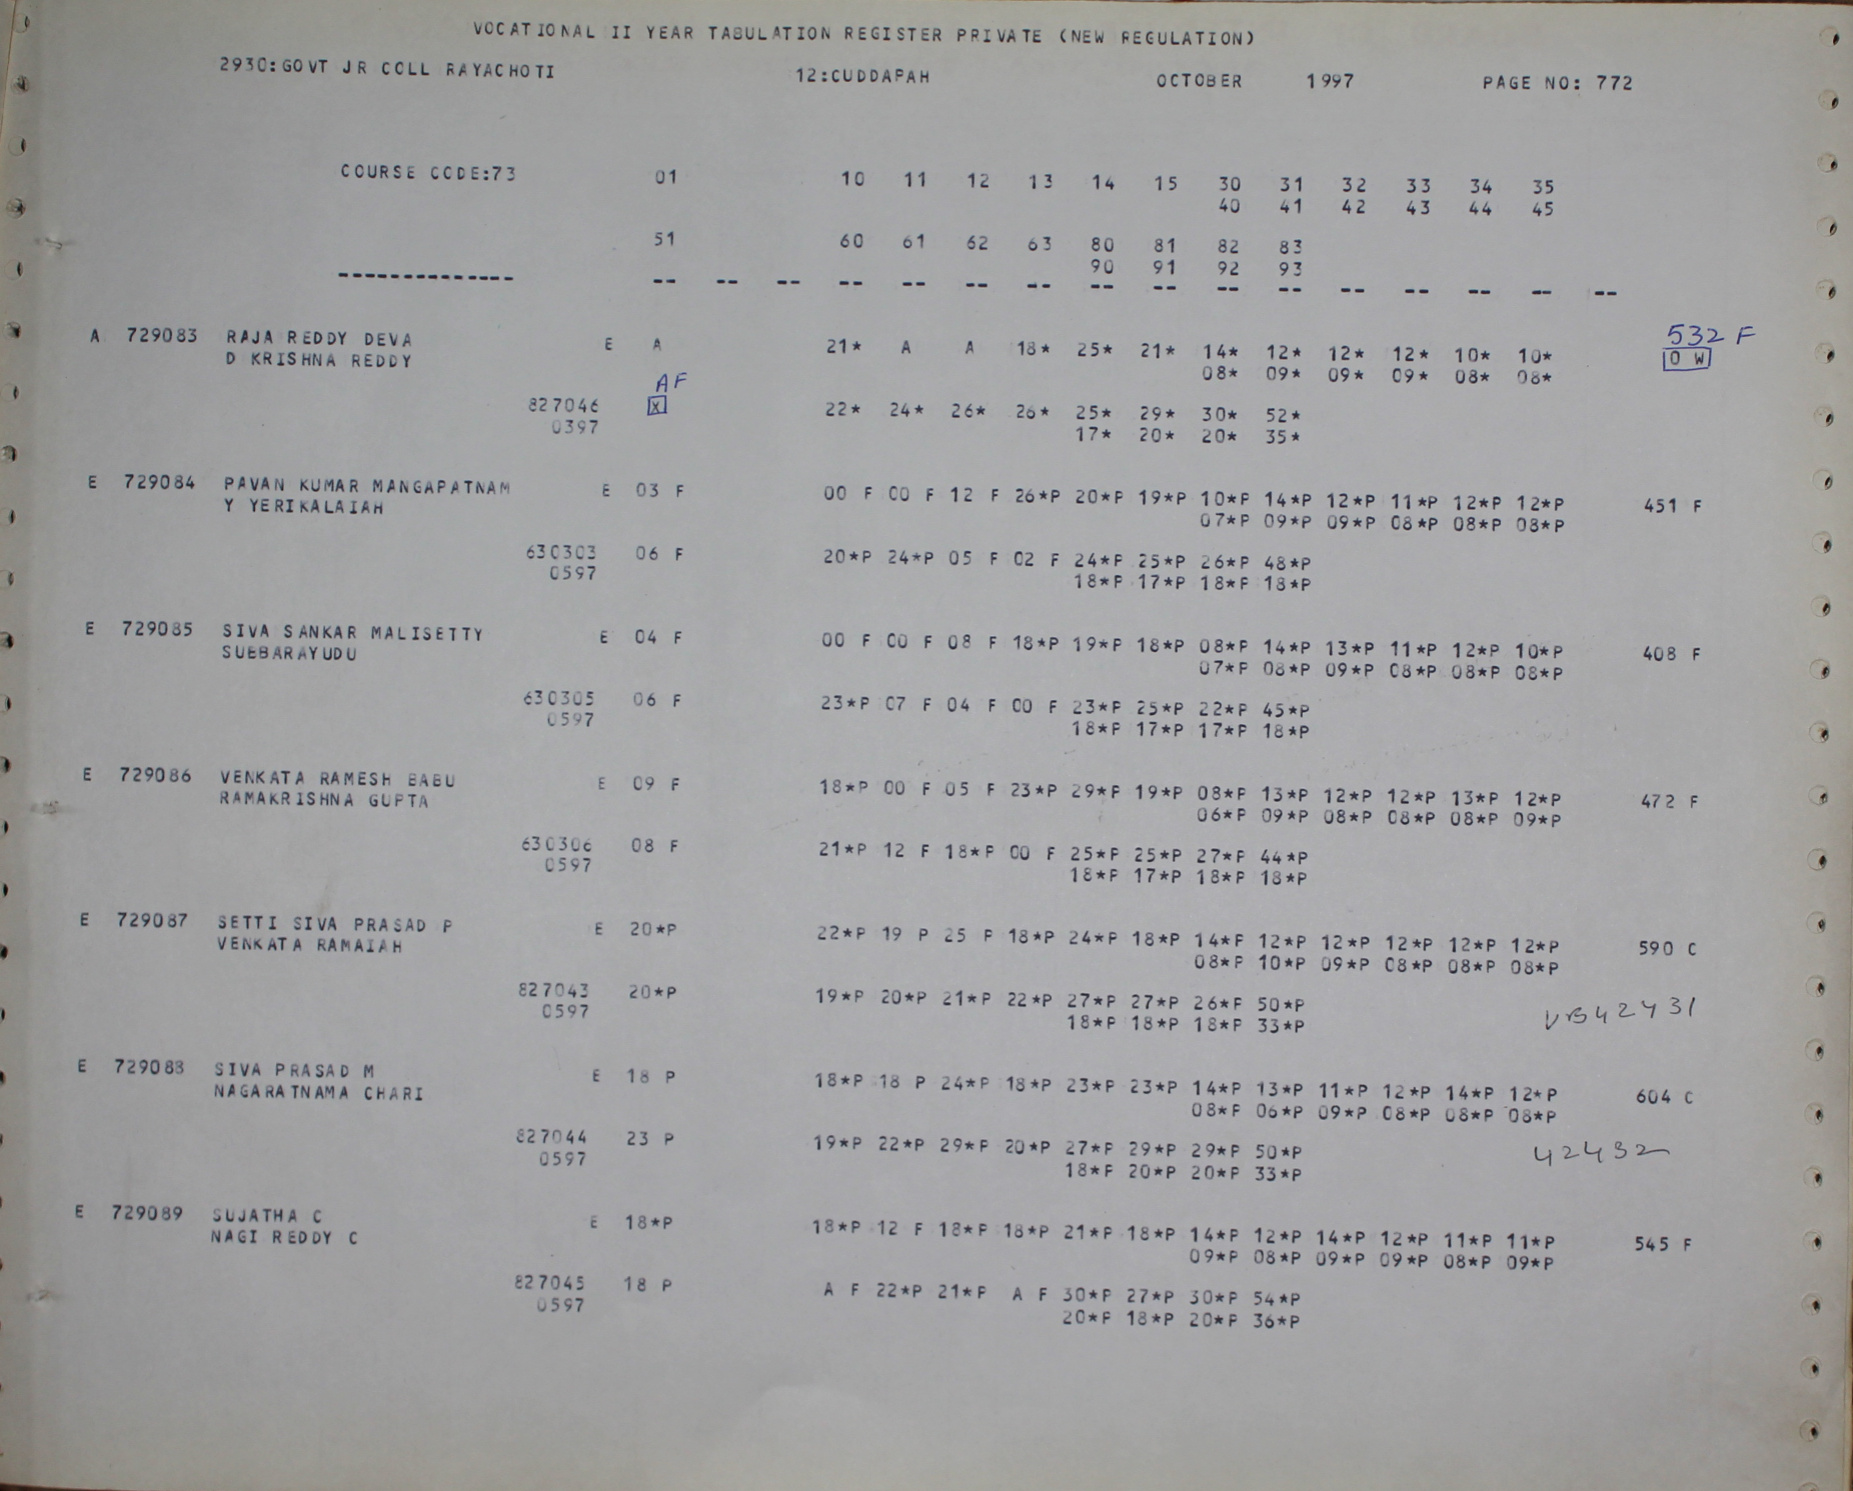 VOCATIONAL II YEAR TABULATION REGISTER PRIVATE (NEW REGULATION)
2930:GOVT JR COLL RAYACHOTI 12:CUDDAPAH OCTOBER 1997 PAGE NO: 772
COURSE CODE:73 01 10 11 12 13 14 15 30 31 32 33 34 35
40 41 42 43 44 45
51 60 61 62 63 80 81 82 83
90 91 92 93
-------------- -- -- -- -- -- -- -- -- -- -- -- -- -- -- -- --
532 F
A 729083 RAJA REDDY DEVA E A 21* A A 18* 25* 21* 14* 12* 12* 12* 10* 10* 0 W
D KRISHNA REDDY 08* 09* 09* 09* 08* 08*
AF
827046 X 22* 24* 26* 26* 25* 29* 30* 52*
0397 17* 20* 20* 35*
E 729084 PAVAN KUMAR MANGAPATNAM E 03 F 00 F 00 F 12 F 26*P 20*P 19*P 10*P 14*P 12*P 11*P 12*P 12*P 451 F
Y YERIKALAIAH 07*P 09*P 09*P 08*P 08*P 08*P
630303 06 F 20*P 24*P 05 F 02 F 24*P 25*P 26*P 48*P
0597 18*P 17*P 18*P 18*P
E 729085 SIVA SANKAR MALISETTY E 04 F 00 F 00 F 08 F 18*P 19*P 18*P 08*P 14*P 13*P 11*P 12*P 10*P 408 F
SUBBARAYUDU 07*P 08*P 09*P 08*P 08*P 08*P
630305 06 F 23*P 07 F 04 F 00 F 23*P 25*P 22*P 45*P
0597 18*P 17*P 17*P 18*P
E 729086 VENKATA RAMESH BABU E 09 F 18*P 00 F 05 F 23*P 29*P 19*P 08*P 13*P 12*P 12*P 13*P 12*P 472 F
RAMAKRISHNA GUPTA 06*P 09*P 08*P 08*P 08*P 09*P
630306 08 F 21*P 12 F 18*P 00 F 25*P 25*P 27*P 44*P
0597 18*P 17*P 18*P 18*P
E 729087 SETTI SIVA PRASAD P E 20*P 22*P 19 P 25 P 18*P 24*P 18*P 14*P 12*P 12*P 12*P 12*P 12*P 590 C
VENKATA RAMAIAH 08*P 10*P 09*P 08*P 08*P 08*P
827043 20*P 19*P 20*P 21*P 22*P 27*P 27*P 26*P 50*P
0597 18*P 18*P 18*P 33*P VB42431
E 729088 SIVA PRASAD M E 18 P 18*P 18 P 24*P 18*P 23*P 23*P 14*P 13*P 11*P 12*P 14*P 12*P 604 C
NAGARATNAMA CHARI 08*P 06*P 09*P 08*P 08*P 08*P
827044 23 P 19*P 22*P 29*P 20*P 27*P 29*P 29*P 50*P 42432
0597 18*P 20*P 20*P 33*P
E 729089 SUJATHA C E 18*P 18*P 12 F 18*P 18*P 21*P 18*P 14*P 12*P 14*P 12*P 11*P 11*P 545 F
NAGI REDDY C 09*P 08*P 09*P 09*P 08*P 09*P
827045 18 P A F 22*P 21*P A F 30*P 27*P 30*P 54*P
0597 20*P 18*P 20*P 36*P